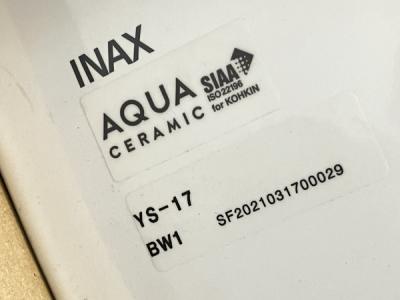 INAX
AQUA
CERAMIC
SIAA
ISO22196
for KOHKIN
YS-17
BW1
SF2021031700029